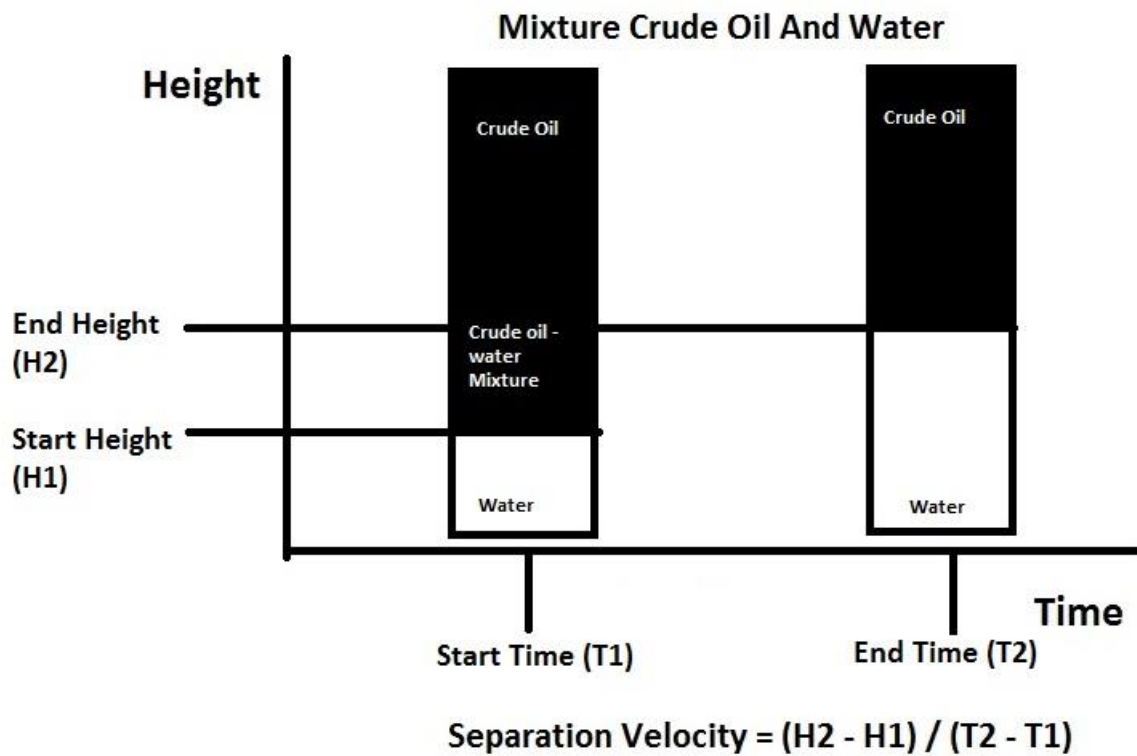 Mixture Crude Oil And Water
Height
Crude Oil
Crude Oil
End Height
(H2)
Crude oil -
water
Mixture
Start Height
(H1)
Water
Water
Time
Start Time (T1)
End Time (T2)
Separation Velocity = (H2 - H1) / (T2 - T1)